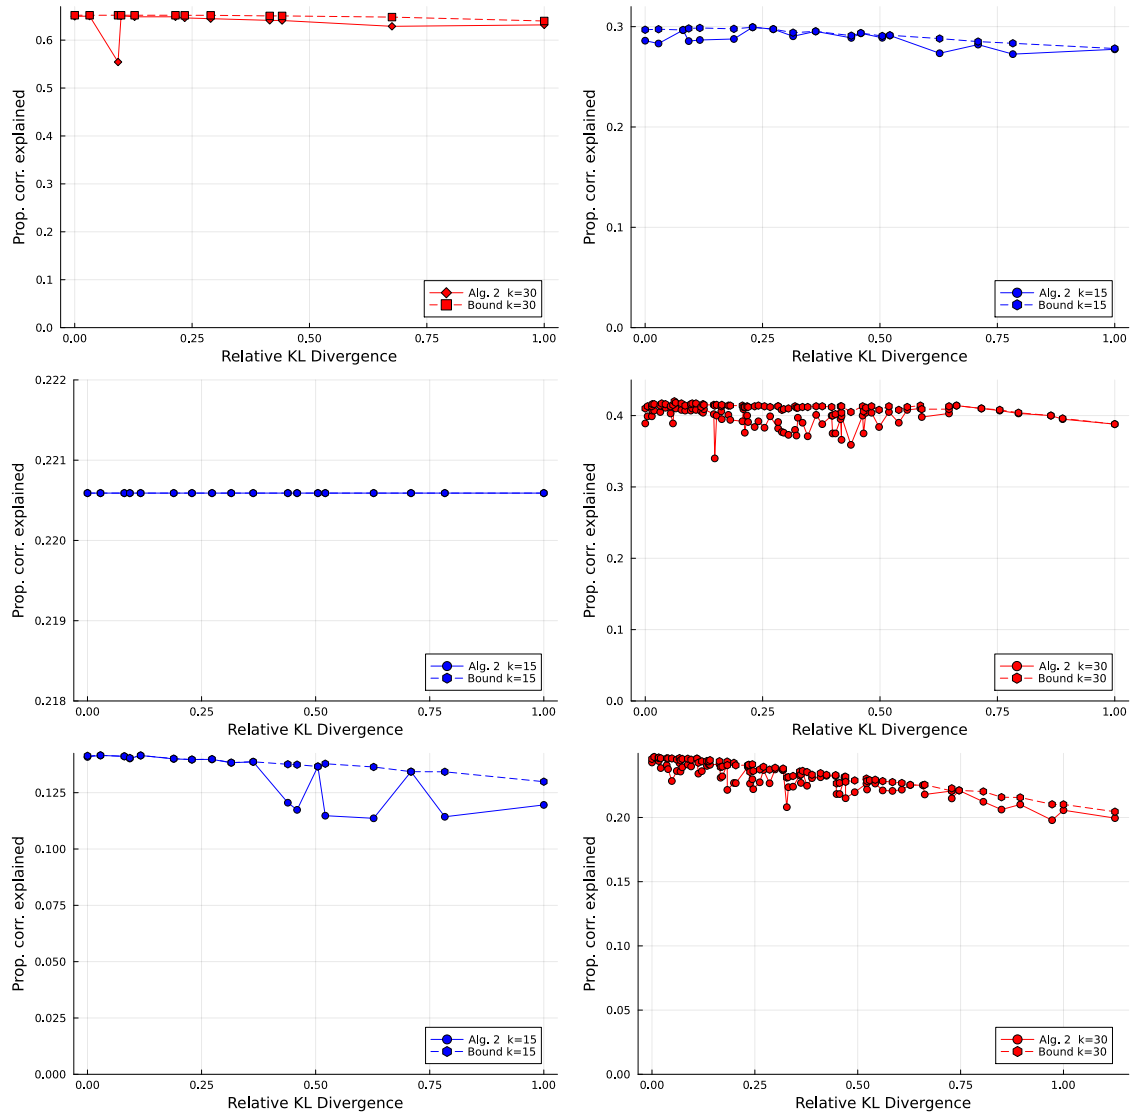 Prop. corr. explained
0.6
0.5
0.4
0.3
0.2
0.1
0.0
Alg. 2 k=30
Bound k=30
0.00 0.25 0.50 0.75 1.00
Relative KL Divergence
Prop. corr. explained
0.3
0.2
0.1
0.0
Alg. 2 k=15
Bound k=15
0.00 0.25 0.50 0.75 1.00
Relative KL Divergence
Prop. corr. explained
0.222
0.221
0.220
0.219
0.218
Alg. 2 k=15
Bound k=15
0.00 0.25 0.50 0.75 1.00
Relative KL Divergence
Prop. corr. explained
0.4
0.3
0.2
0.1
0.0
Alg. 2 k=30
Bound k=30
0.00 0.25 0.50 0.75 1.00
Relative KL Divergence
Prop. corr. explained
0.125
0.100
0.075
0.050
0.025
0.000
Alg. 2 k=15
Bound k=15
0.00 0.25 0.50 0.75 1.00
Relative KL Divergence
Prop. corr. explained
0.20
0.15
0.10
0.05
0.00
Alg. 2 k=30
Bound k=30
0.00 0.25 0.50 0.75 1.00
Relative KL Divergence